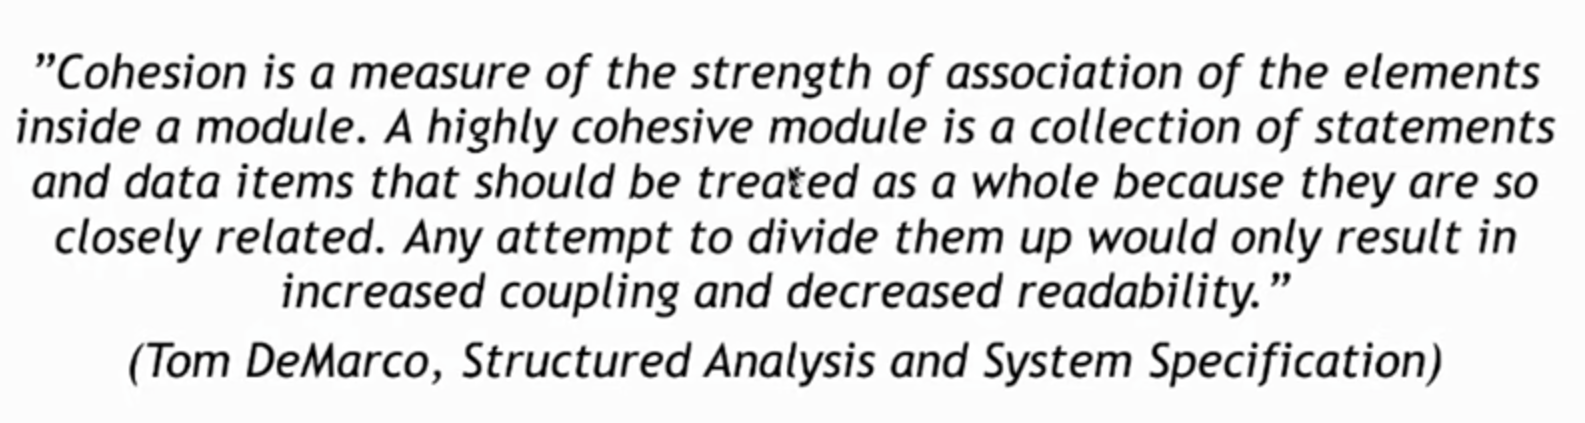 ”Cohesion is a measure of the strength of association of the elements
inside a module. A highly cohesive module is a collection of statements
and data items that should be treated as a whole because they are so
closely related. Any attempt to divide them up would only result in
increased coupling and decreased readability.”
(Tom DeMarco, Structured Analysis and System Specification)